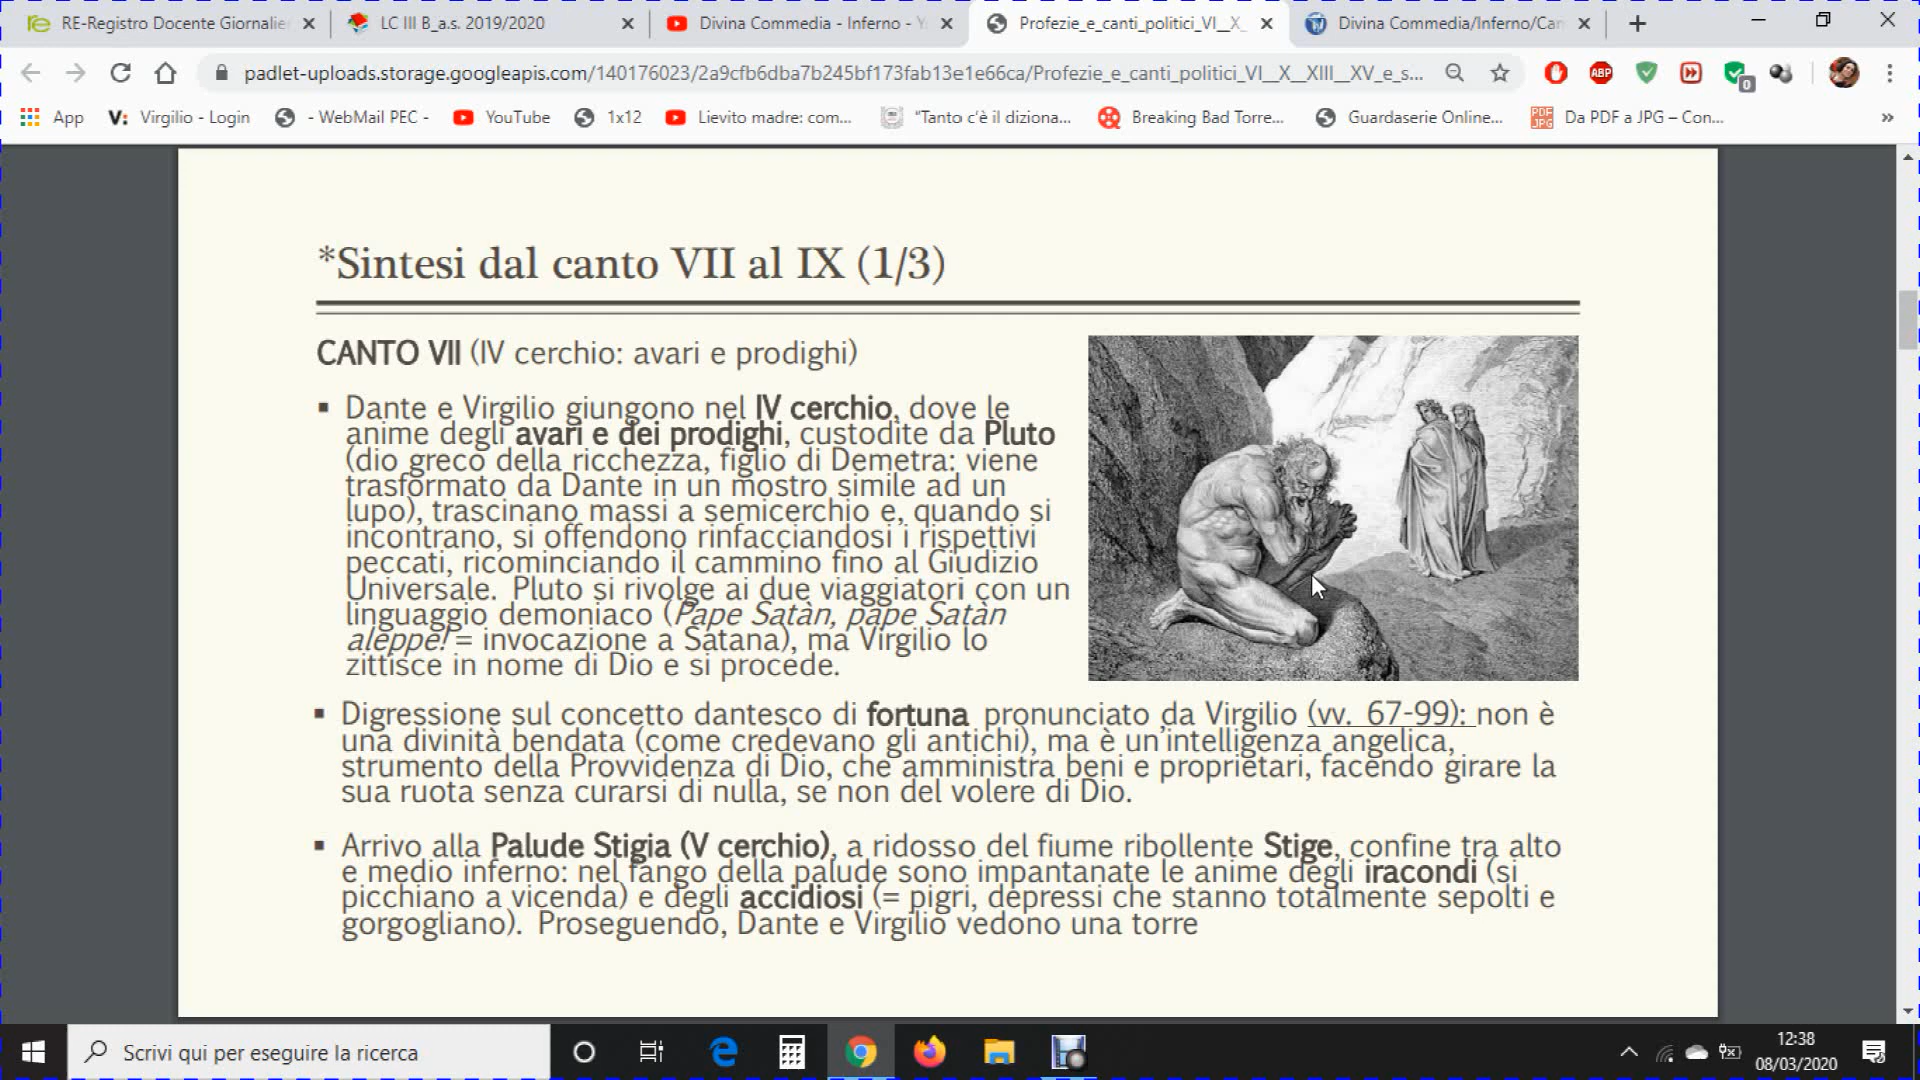 RE-Registro Docente Giornalie
LC III B_a.s. 2019/2020
Divina Commedia - Inferno - Y
Profezie_e_canti_politici_VI__X_
Divina Commedia/Inferno/Can
padlet-uploads.storage.googleapis.com/140176023/2a9cfb6dba7b245bf173fab13e1e66ca/Profezie_e_canti_politici_VI__X__XIII__XV_e_s...
ABP
0
App
V: Virgilio - Login
- WebMail PEC -
YouTube
1x12
Lievito madre: com...
“Tanto c'è il diziona...
Breaking Bad Torre...
Guardaserie Online...
PDF JPG Da PDF a JPG – Con...
»
*Sintesi dal canto VII al IX (1/3)
CANTO VII (IV cerchio: avari e prodighi)
▪ Dante e Virgilio giungono nel IV cerchio, dove le
anime degli avari e dei prodighi, custodite da Pluto
(dio greco della ricchezza, figlio di Demetra: viene
trasformato da Dante in un mostro simile ad un
lupo), trascinano massi a semicerchio e, quando si
incontrano, si offendono rinfacciandosi i rispettivi
peccati, ricominciando il cammino fino al Giudizio
Universale. Pluto si rivolge ai due viaggiatori con un
linguaggio demoniaco (Pape Satàn, pape Satàn
aleppe! = invocazione a Satana), ma Virgilio lo
zittisce in nome di Dio e si procede.
▪ Digressione sul concetto dantesco di fortuna pronunciato da Virgilio (vv. 67-99): non è
una divinità bendata (come credevano gli antichi), ma è un'intelligenza angelica,
strumento della Provvidenza di Dio, che amministra beni e proprietari, facendo girare la
sua ruota senza curarsi di nulla, se non del volere di Dio.
▪ Arrivo alla Palude Stigia (V cerchio), a ridosso del fiume ribollente Stige, confine tra alto
e medio inferno: nel fango della palude sono impantanate le anime degli iracondi (si
picchiano a vicenda) e degli accidiosi (= pigri, depressi che stanno totalmente sepolti e
gorgogliano). Proseguendo, Dante e Virgilio vedono una torre
Scrivi qui per eseguire la ricerca
12:38
08/03/2020